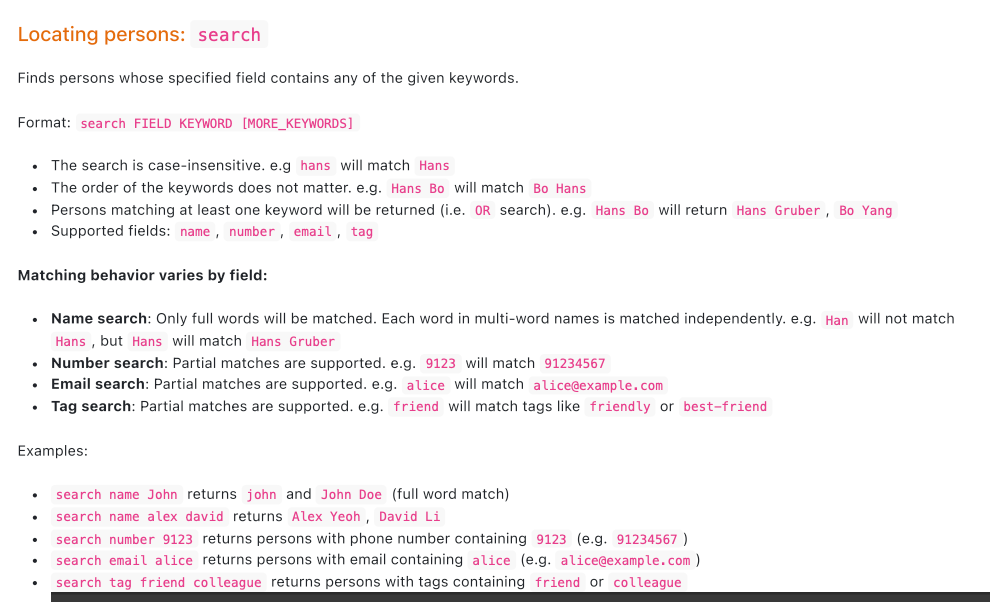 Locating persons: search
Finds persons whose specified field contains any of the given keywords.
Format: search FIELD KEYWORD [MORE_KEYWORDS]
• The search is case-insensitive. e.g hans will match Hans
• The order of the keywords does not matter. e.g. Hans Bo will match Bo Hans
• Persons matching at least one keyword will be returned (i.e. OR search). e.g. Hans Bo will return Hans Gruber , Bo Yang
• Supported fields: name , number , email , tag
Matching behavior varies by field:
• Name search: Only full words will be matched. Each word in multi-word names is matched independently. e.g. Han will not match
Hans , but Hans will match Hans Gruber
• Number search: Partial matches are supported. e.g. 9123 will match 91234567
• Email search: Partial matches are supported. e.g. alice will match alice@example.com
• Tag search: Partial matches are supported. e.g. friend will match tags like friendly or best-friend
Examples:
• search name John returns john and John Doe (full word match)
• search name alex david returns Alex Yeoh , David Li
• search number 9123 returns persons with phone number containing 9123 (e.g. 91234567 )
• search email alice returns persons with email containing alice (e.g. alice@example.com )
• search tag friend colleague returns persons with tags containing friend or colleague